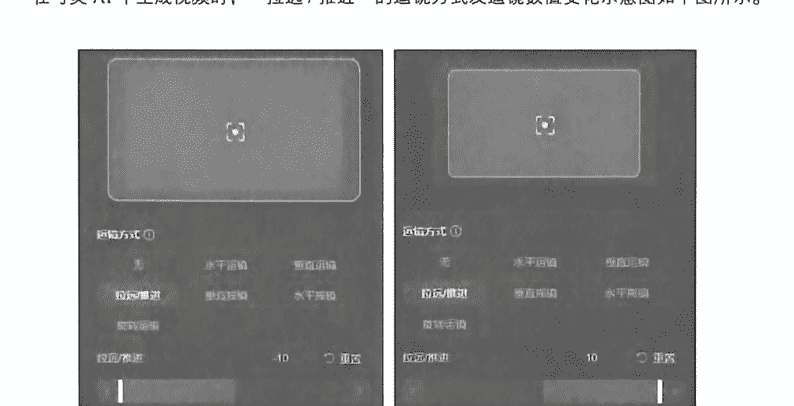 在可灵 AI 中生成视频时，“拉远 / 推进”的运镜方式及运镜数值变化示意图如下图所示。
运镜方式
无 水平运镜 垂直运镜
拉远/推进 垂直摇镜 水平摇镜
旋转运镜
拉远/推进 -10 重置
运镜方式
无 水平运镜 垂直运镜
拉远/推进 垂直摇镜 水平摇镜
旋转运镜
拉远/推进 10 重置